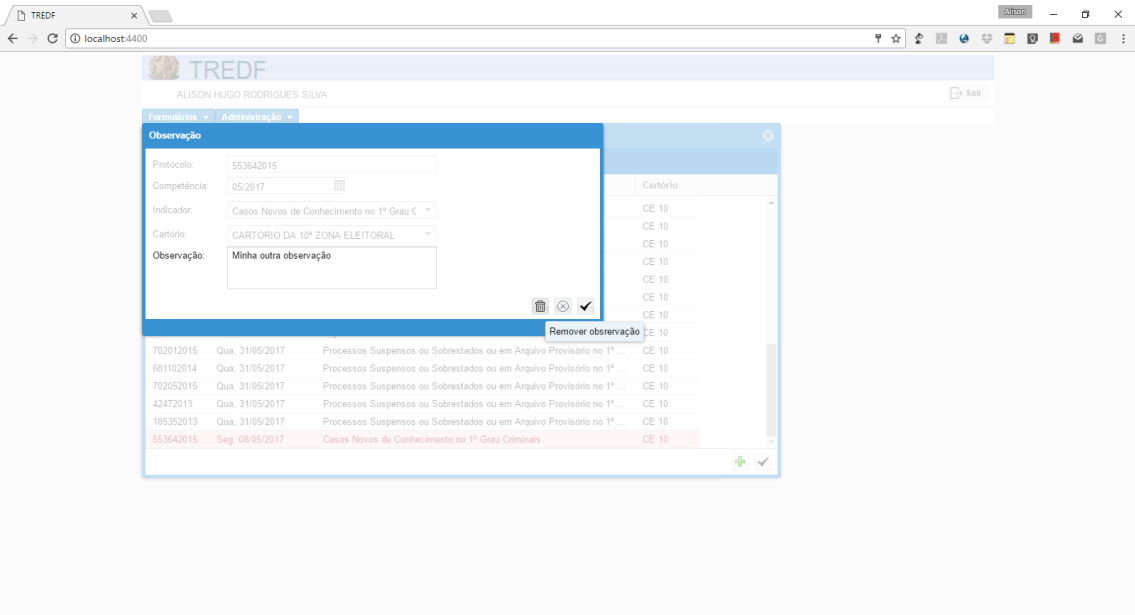 TREDF
Alison
localhost:4400
TREDF
ALISON HUGO RODRIGUES SILVA
Sair
Formulários Administração
Observação
Protocolo: 553642015
Competência: 05/2017
Indicador: Casos Novos de Conhecimento no 1º Grau C
Cartório: CARTÓRIO DA 10ª ZONA ELEITORAL
Observação: Minha outra observação
Remover obsrervação
Cartório
CE 10
CE 10
CE 10
CE 10
CE 10
CE 10
CE 10
CE 10
702012015 Qua, 31/05/2017 Processos Suspensos ou Sobrestados ou em Arquivo Provisório no 1º ... CE 10
681102014 Qua, 31/05/2017 Processos Suspensos ou Sobrestados ou em Arquivo Provisório no 1º ... CE 10
702052015 Qua, 31/05/2017 Processos Suspensos ou Sobrestados ou em Arquivo Provisório no 1º ... CE 10
42472013 Qua, 31/05/2017 Processos Suspensos ou Sobrestados ou em Arquivo Provisório no 1º ... CE 10
185352013 Qua, 31/05/2017 Processos Suspensos ou Sobrestados ou em Arquivo Provisório no 1º ... CE 10
553642015 Seg, 08/05/2017 Casos Novos de Conhecimento no 1º Grau Criminais CE 10